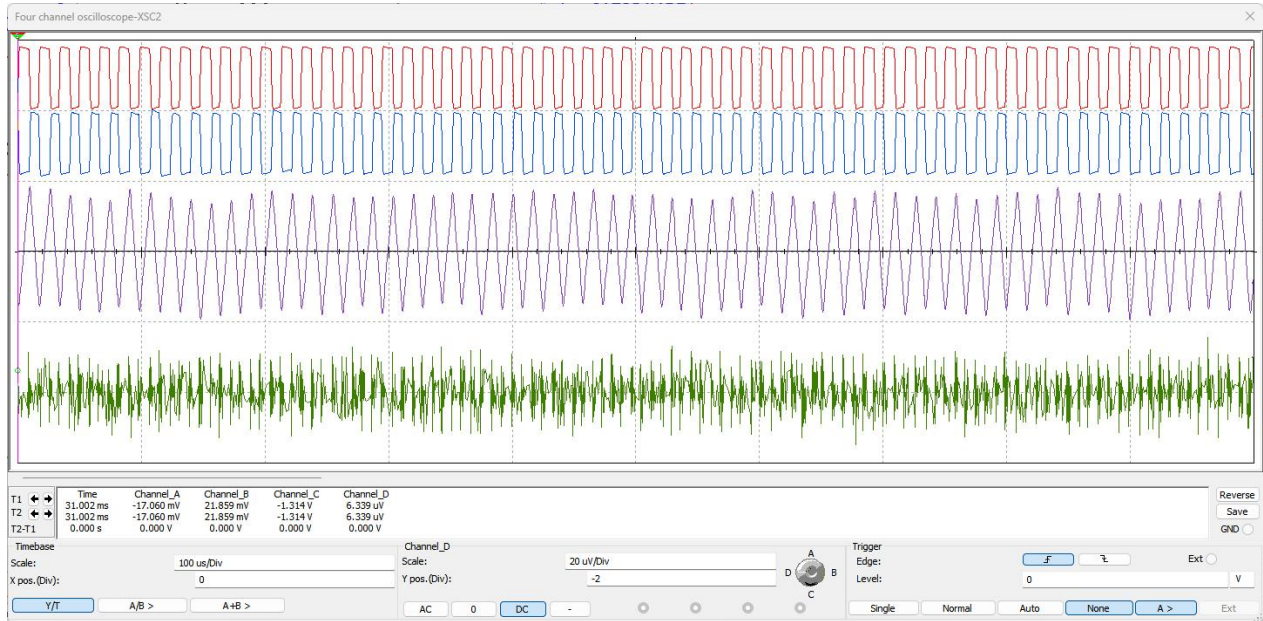 Four channel oscilloscope-XSC2
Time Channel_A Channel_B Channel_C Channel_D
T1 31.002 ms -17.060 mV 21.859 mV -1.314 V 6.339 uV
T2 31.002 ms -17.060 mV 21.859 mV -1.314 V 6.339 uV
T2-T1 0.000 s 0.000 V 0.000 V 0.000 V 0.000 V
Reverse
Save
GND
Timebase
Scale: 100 us/Div
X pos.(Div): 0
Y/T A/B > A+B >
Channel_D
Scale: 20 uV/Div
Y pos.(Div): -2
AC 0 DC -
A
D B
C
Trigger
Edge: Ext
Level: 0 V
Single Normal Auto None A > Ext